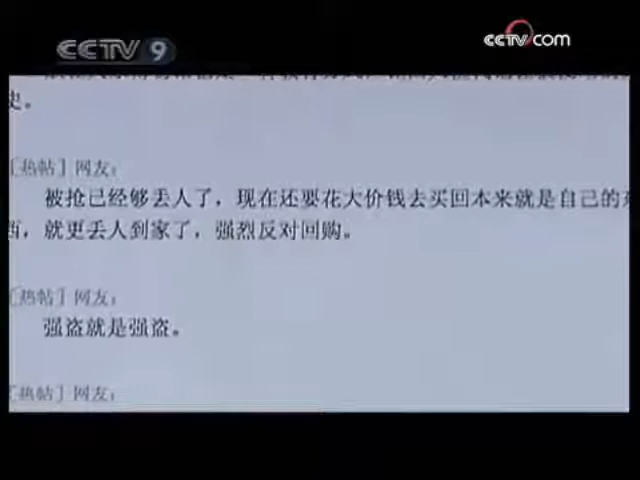 CCTV 9
CCTV.com
史。
[热帖] 网友：
被抢已经够丢人了，现在还要花大价钱去买回本来就是自己的东
西，就更丢人到家了，强烈反对回购。
[热帖] 网友：
强盗就是强盗。
[热帖] 网友：